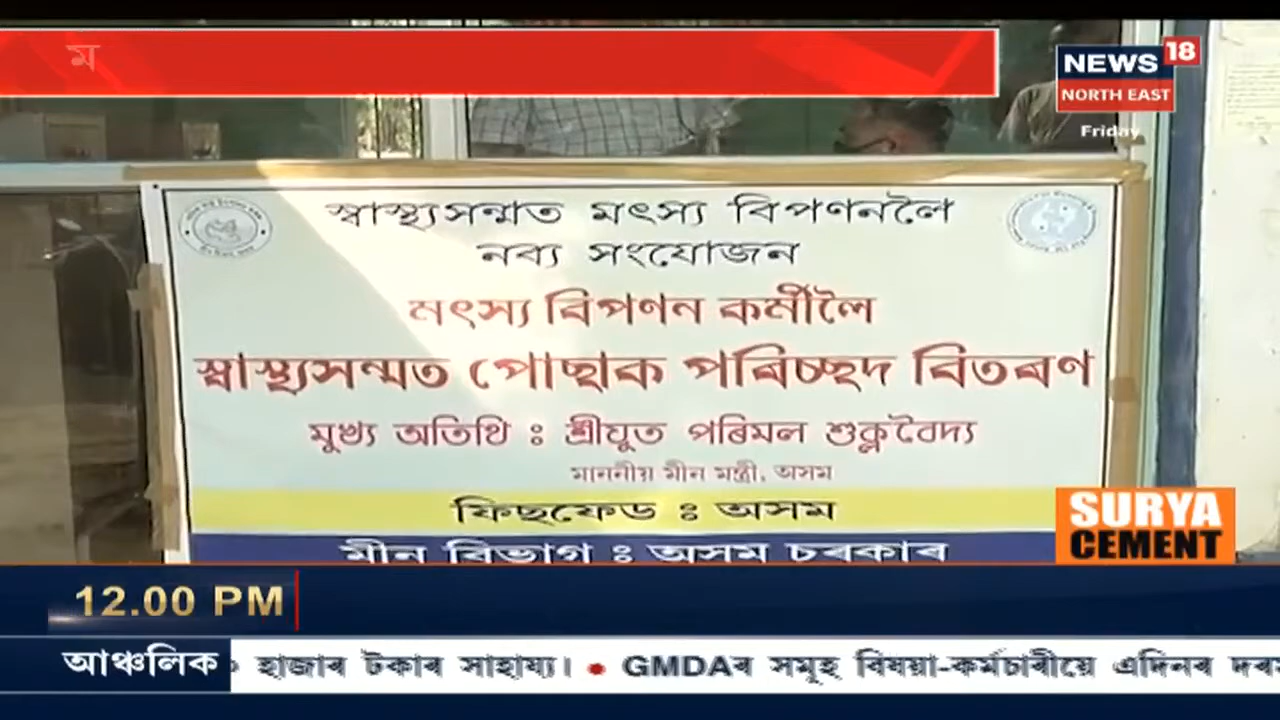 ম
NEWS 18
NORTH EAST
Friday
স্বাস্থ্যসন্মত মৎস্য বিপণনলৈ
নব্য সংযোজন
মৎস্য বিপণন কৰ্মীলৈ
স্বাস্থ্যসন্মত পোছাক পৰিচ্ছদ বিতৰণ
মুখ্য অতিথি : শ্ৰীযুত পৰিমল শুক্লবৈদ্য
মাননীয় মীন মন্ত্ৰী, অসম
ফিছফেড : অসম
মীন বিভাগ : অসম চৰকাৰ
SURYA
CEMENT
12.00 PM
আঞ্চলিক হাজাৰ টকাৰ সাহায্য। • GMDAৰ সমূহ বিষয়া-কৰ্মচাৰীয়ে এদিনৰ